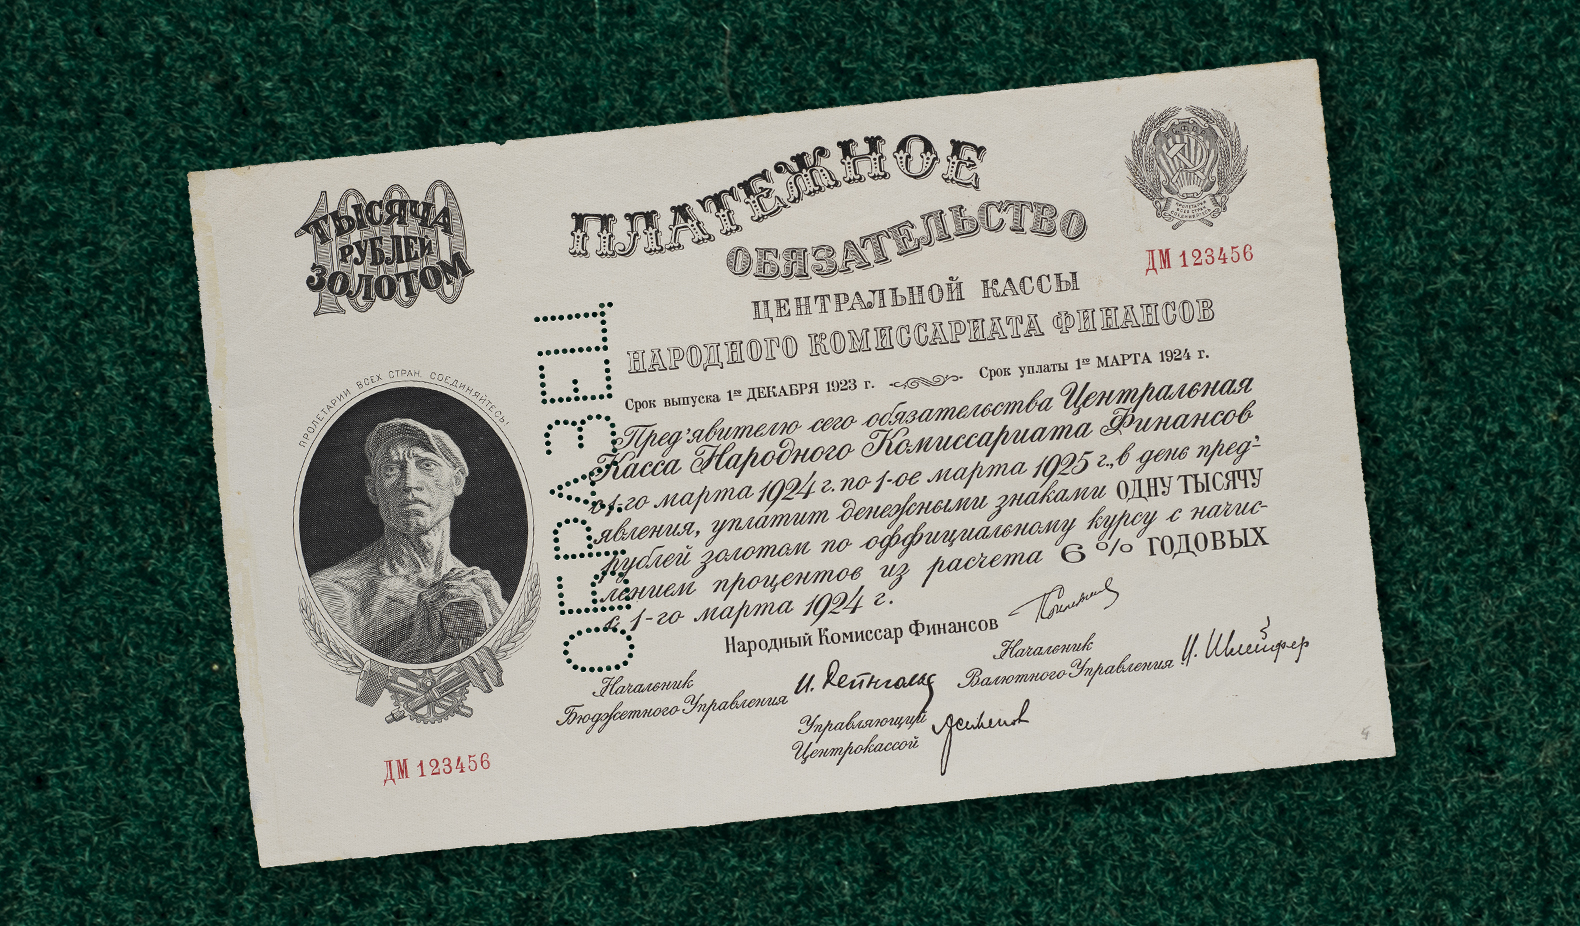 1000
ТЫСЯЧА
РУБЛЕЙ
ЗОЛОТОМ
ПЛАТЕЖНОЕ
ОБЯЗАТЕЛЬСТВО
ЦЕНТРАЛЬНОЙ КАССЫ
НАРОДНОГО КОМИССАРИАТА ФИНАНСОВ
ДМ 123456
Срок выпуска 1го ДЕКАБРЯ 1923 г. Срок уплаты 1го МАРТА 1924 г.
ПРОЛЕТАРИИ ВСЕХ СТРАН, СОЕДИНЯЙТЕСЬ!
ОБРАЗЕЦ
Пред'явителю сего обязательства Центральная
Касса Народного Комиссариата Финансов
с 1-го марта 1924 г. по 1-ое марта 1925 г., в день пред'-
явления, уплатит денежными знаками ОДНУ ТЫСЯЧУ
рублей золотом по оффициальному курсу с начис-
лением процентов из расчета 6% ГОДОВЫХ
с 1-го марта 1924 г.
Народный Комиссар Финансов
Начальник
Бюджетного Управления И. Рейнгольд
Начальник
Валютного Управления И. Шлейфер
Управляющий
Центрокассой
ДМ 123456